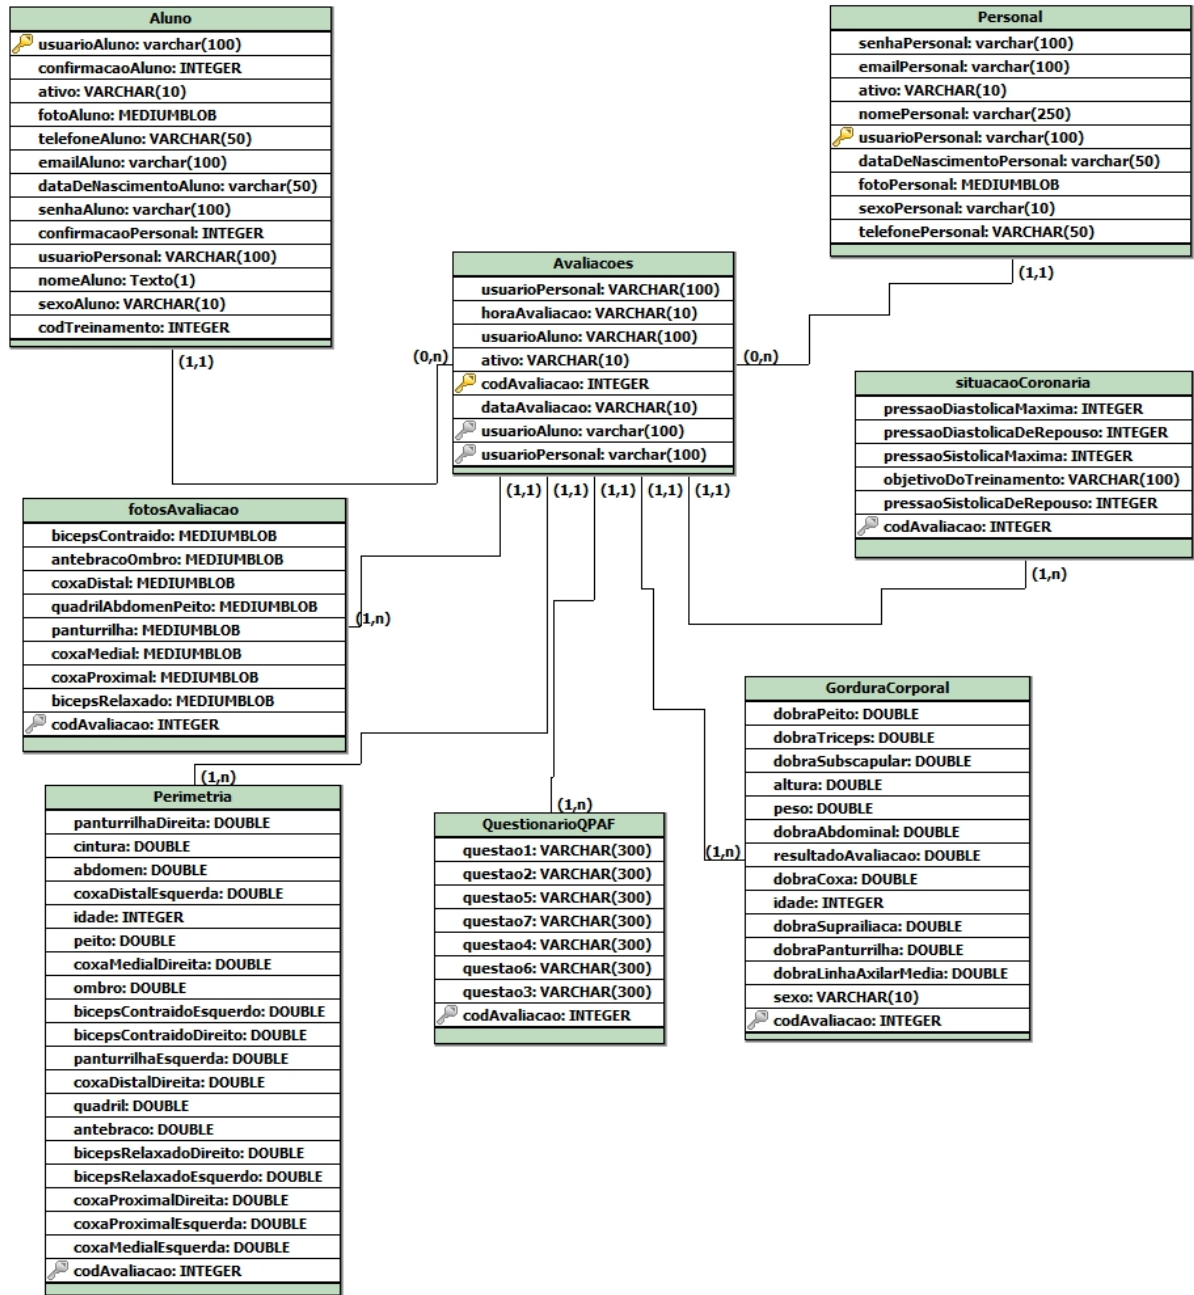 Aluno
usuarioAluno: varchar(100)
confirmacaoAluno: INTEGER
ativo: VARCHAR(10)
fotoAluno: MEDIUMBLOB
telefoneAluno: VARCHAR(50)
emailAluno: varchar(100)
dataDeNascimentoAluno: varchar(50)
senhaAluno: varchar(100)
confirmacaoPersonal: INTEGER
usuarioPersonal: VARCHAR(100)
nomeAluno: Texto(1)
sexoAluno: VARCHAR(10)
codTreinamento: INTEGER
(1,1)
(0,n)
Personal
senhaPersonal: varchar(100)
emailPersonal: varchar(100)
ativo: VARCHAR(10)
nomePersonal: varchar(250)
usuarioPersonal: varchar(100)
dataDeNascimentoPersonal: varchar(50)
fotoPersonal: MEDIUMBLOB
sexoPersonal: varchar(10)
telefonePersonal: VARCHAR(50)
(1,1)
(0,n)
Avaliacoes
usuarioPersonal: VARCHAR(100)
horaAvaliacao: VARCHAR(10)
usuarioAluno: VARCHAR(100)
ativo: VARCHAR(10)
codAvaliacao: INTEGER
dataAvaliacao: VARCHAR(10)
usuarioAluno: varchar(100)
usuarioPersonal: varchar(100)
(1,1) (1,1) (1,1) (1,1) (1,1)
situacaoCoronaria
pressaoDiastolicaMaxima: INTEGER
pressaoDiastolicaDeRepouso: INTEGER
pressaoSistolicaMaxima: INTEGER
objetivoDoTreinamento: VARCHAR(100)
pressaoSistolicaDeRepouso: INTEGER
codAvaliacao: INTEGER
(1,n)
fotosAvaliacao
bicepsContraido: MEDIUMBLOB
antebracoOmbro: MEDIUMBLOB
coxaDistal: MEDIUMBLOB
quadrilAbdomenPeito: MEDIUMBLOB
panturrilha: MEDIUMBLOB
coxaMedial: MEDIUMBLOB
coxaProximal: MEDIUMBLOB
bicepsRelaxado: MEDIUMBLOB
codAvaliacao: INTEGER
(1,n)
(1,n)
Perimetria
panturrilhaDireita: DOUBLE
cintura: DOUBLE
abdomen: DOUBLE
coxaDistalEsquerda: DOUBLE
idade: INTEGER
peito: DOUBLE
coxaMedialDireita: DOUBLE
ombro: DOUBLE
bicepsContraidoEsquerdo: DOUBLE
bicepsContraidoDireito: DOUBLE
panturrilhaEsquerda: DOUBLE
coxaDistalDireita: DOUBLE
quadril: DOUBLE
antebraco: DOUBLE
bicepsRelaxadoDireito: DOUBLE
bicepsRelaxadoEsquerdo: DOUBLE
coxaProximalDireita: DOUBLE
coxaProximalEsquerda: DOUBLE
coxaMedialEsquerda: DOUBLE
codAvaliacao: INTEGER
(1,n)
QuestionarioQPAF
questao1: VARCHAR(300)
questao2: VARCHAR(300)
questao5: VARCHAR(300)
questao7: VARCHAR(300)
questao4: VARCHAR(300)
questao6: VARCHAR(300)
questao3: VARCHAR(300)
codAvaliacao: INTEGER
(1,n)
GorduraCorporal
dobraPeito: DOUBLE
dobraTriceps: DOUBLE
dobraSubscapular: DOUBLE
altura: DOUBLE
peso: DOUBLE
dobraAbdominal: DOUBLE
resultadoAvaliacao: DOUBLE
dobraCoxa: DOUBLE
idade: INTEGER
dobraSuprailiaca: DOUBLE
dobraPanturrilha: DOUBLE
dobraLinhaAxilarMedia: DOUBLE
sexo: VARCHAR(10)
codAvaliacao: INTEGER